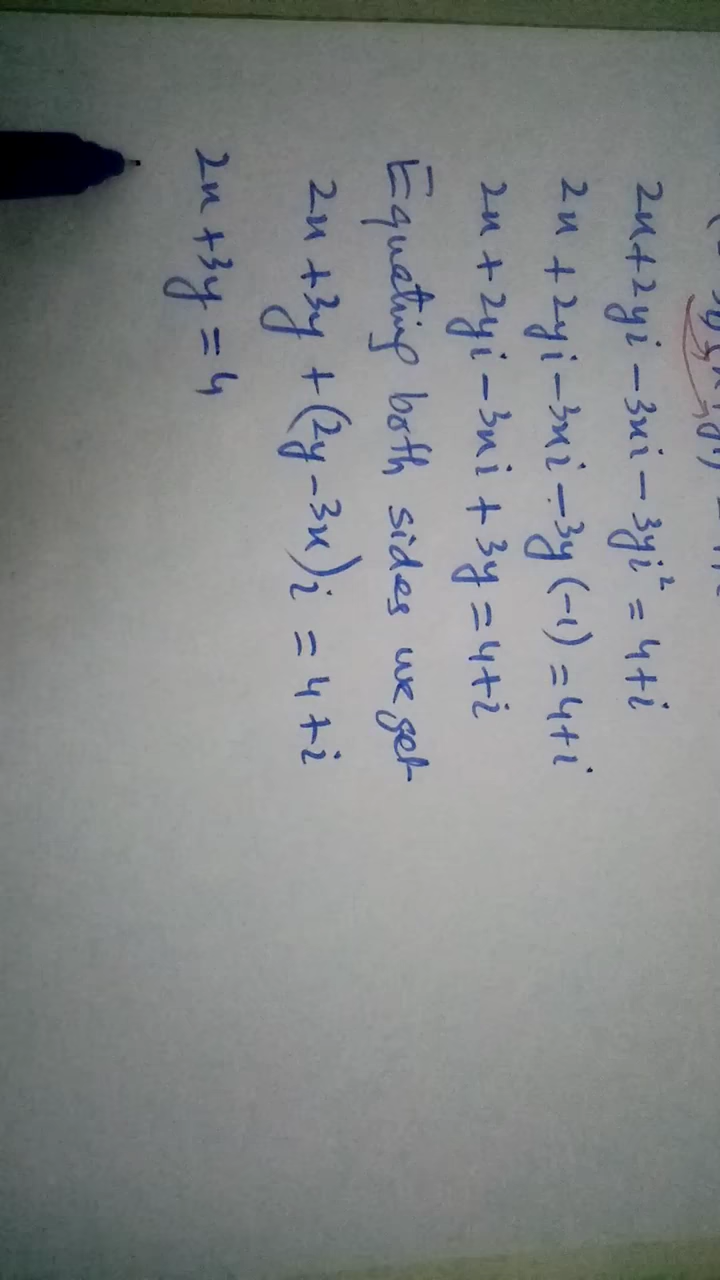 2x+2yi-3xi-3yi²=4+i
2x+2yi-3xi-3y(-1)=4+i
2x+2yi-3xi+3y=4+i
Equating both sides we get
2x+3y+(2y-3x)i=4+i
2x+3y=4